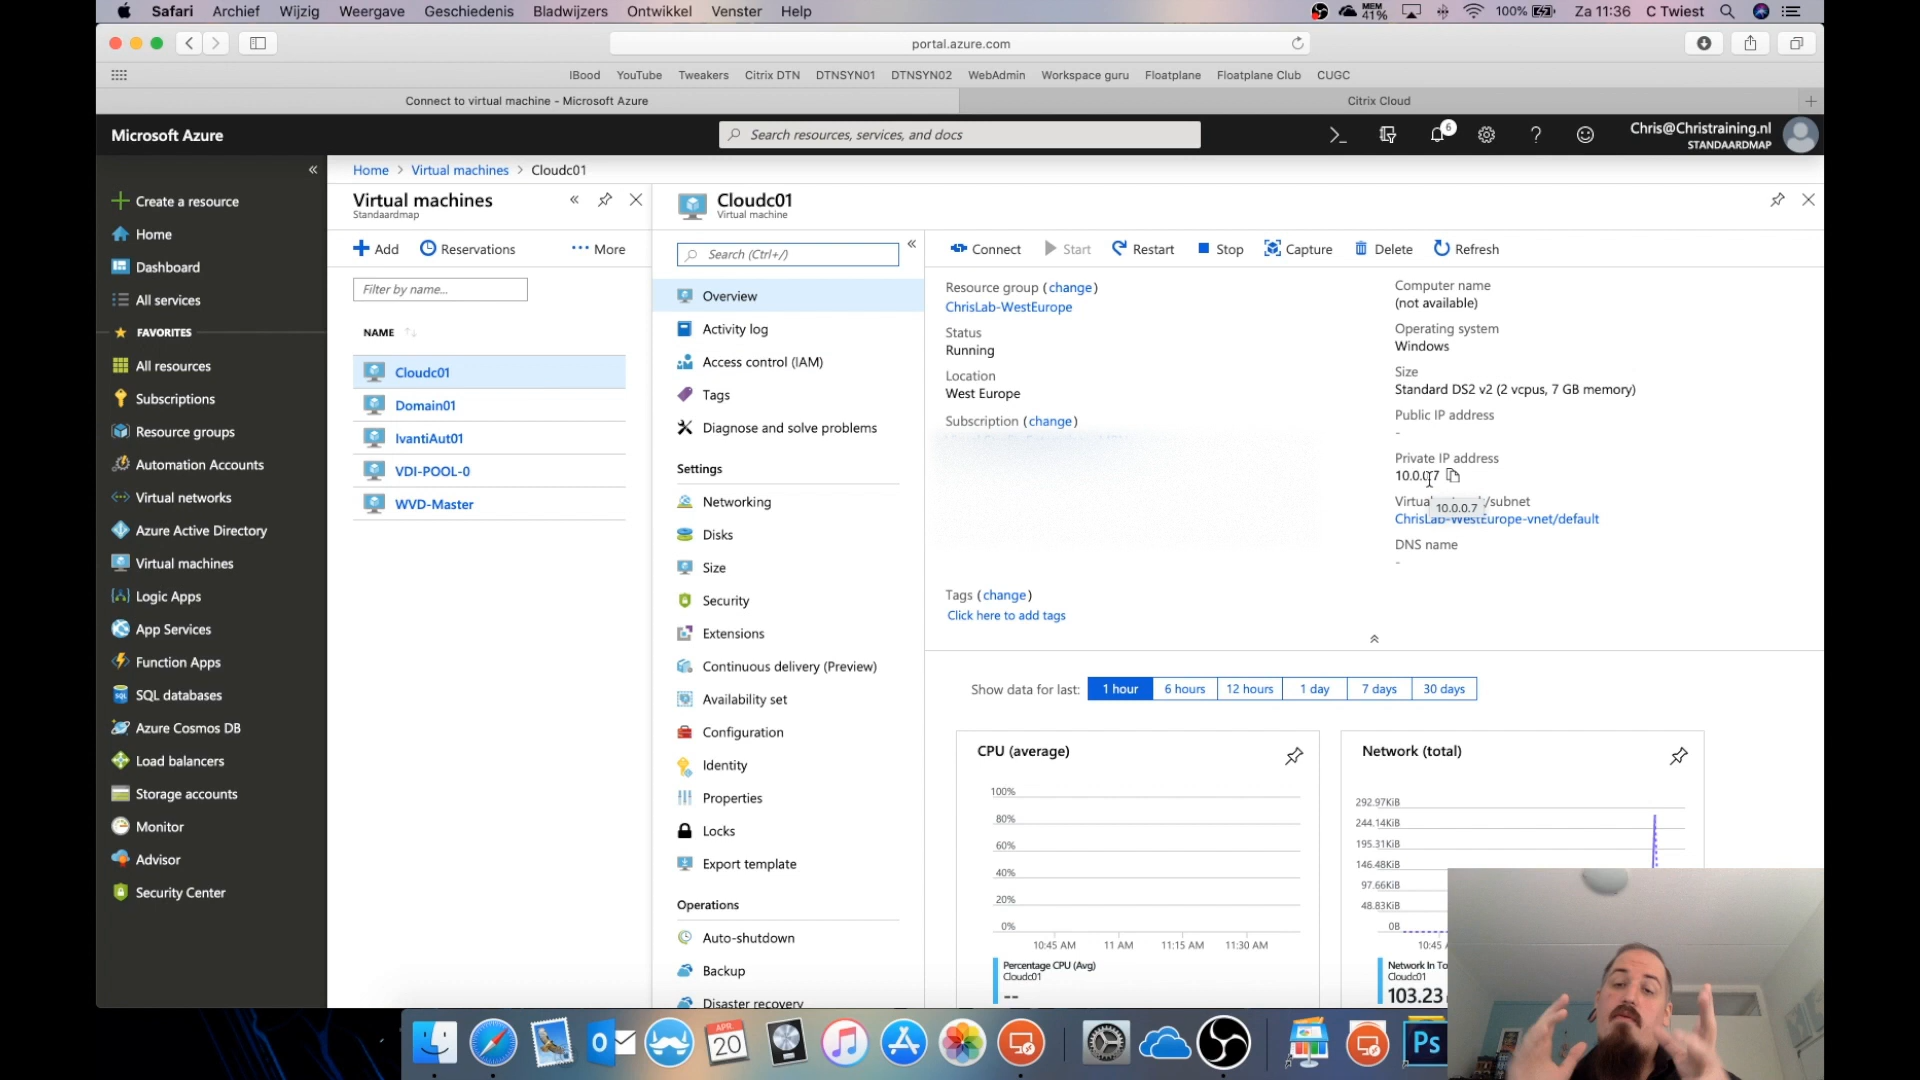 Safari Archief Wijzig Weergave Geschiedenis Bladwijzers Ontwikkel Venster Help MEM 41% 100% Za 11:36 C Twiest
portal.azure.com
IBood YouTube Tweakers Citrix DTN DTNSYN01 DTNSYN02 WebAdmin Workspace guru Floatplane Floatplane Club CUGC
Connect to virtual machine - Microsoft Azure Citrix Cloud
Microsoft Azure
Search resources, services, and docs
6
Chris@Christraining.nl
STANDAARDMAP
Create a resource
Home
Dashboard
All services
FAVORITES
All resources
Subscriptions
Resource groups
Automation Accounts
Virtual networks
Azure Active Directory
Virtual machines
Logic Apps
App Services
Function Apps
SQL databases
Azure Cosmos DB
Load balancers
Storage accounts
Monitor
Advisor
Security Center
Home > Virtual machines > Cloudc01
Virtual machines
Standaardmap
Add Reservations More
Filter by name...
NAME
Cloudc01
Domain01
IvantiAut01
VDI-POOL-0
WVD-Master
Cloudc01
Virtual machine
Search (Ctrl+/)
Overview
Activity log
Access control (IAM)
Tags
Diagnose and solve problems
Settings
Networking
Disks
Size
Security
Extensions
Continuous delivery (Preview)
Availability set
Configuration
Identity
Properties
Locks
Export template
Operations
Auto-shutdown
Backup
Disaster recovery
Connect Start Restart Stop Capture Delete Refresh
Resource group (change)
ChrisLab-WestEurope
Status
Running
Location
West Europe
Subscription (change)
Tags (change)
Click here to add tags
Computer name
(not available)
Operating system
Windows
Size
Standard DS2 v2 (2 vcpus, 7 GB memory)
Public IP address
-
Private IP address
10.0.0.7
10.0.0.7
ChrisLab-WestEurope-vnet/default
DNS name
-
Show data for last: 1 hour 6 hours 12 hours 1 day 7 days 30 days
CPU (average)
100%
80%
60%
40%
20%
0%
10:45 AM 11 AM 11:15 AM 11:30 AM
Percentage CPU (Avg)
Cloudc01
--
Network (total)
292.97KiB
244.14KiB
195.31KiB
146.48KiB
97.66KiB
48.83KiB
0B
10:45
Network In To
Cloudc01
103.23
APR.
20
Ps